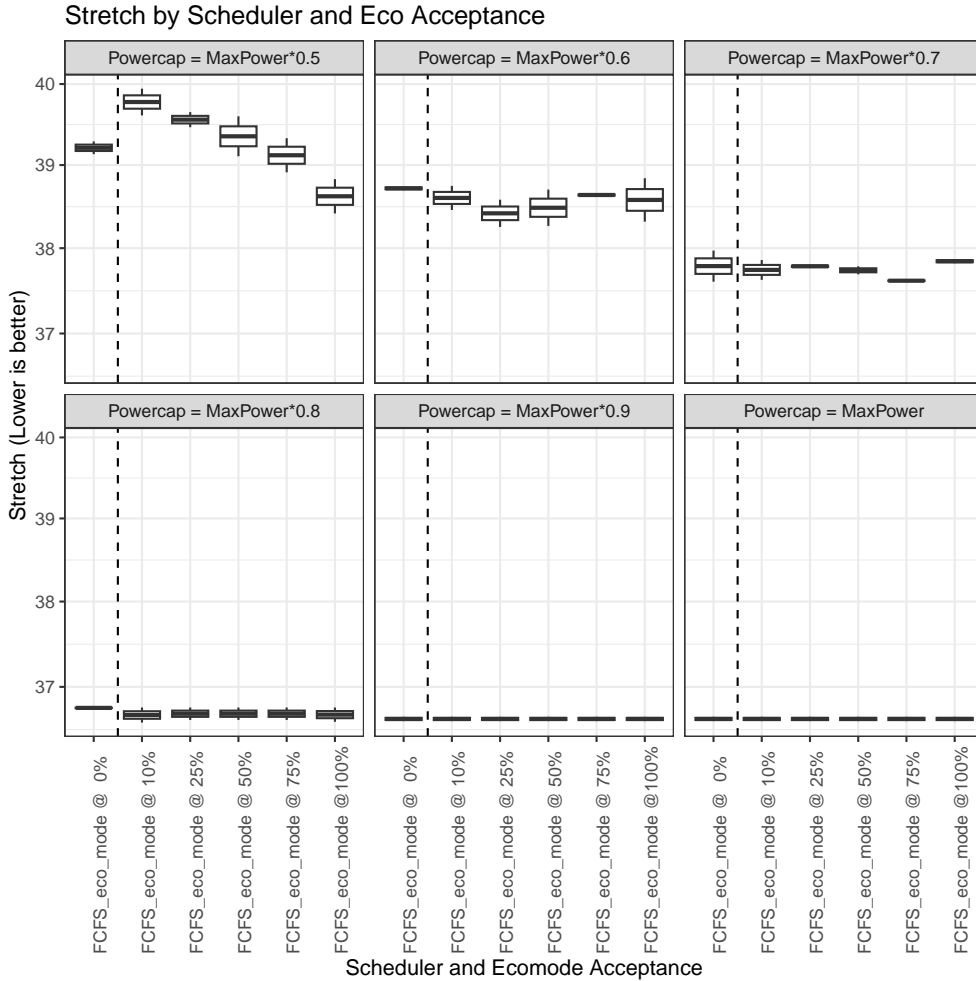 Stretch by Scheduler and Eco Acceptance
Powercap = MaxPower*0.5
Powercap = MaxPower*0.6
Powercap = MaxPower*0.7
40
39
38
37
Powercap = MaxPower*0.8
Powercap = MaxPower*0.9
Powercap = MaxPower
40
39
38
37
Stretch (Lower is better)
FCFS_eco_mode @ 0%
FCFS_eco_mode @ 10%
FCFS_eco_mode @ 25%
FCFS_eco_mode @ 50%
FCFS_eco_mode @ 75%
FCFS_eco_mode @100%
FCFS_eco_mode @ 0%
FCFS_eco_mode @ 10%
FCFS_eco_mode @ 25%
FCFS_eco_mode @ 50%
FCFS_eco_mode @ 75%
FCFS_eco_mode @100%
FCFS_eco_mode @ 0%
FCFS_eco_mode @ 10%
FCFS_eco_mode @ 25%
FCFS_eco_mode @ 50%
FCFS_eco_mode @ 75%
FCFS_eco_mode @100%
Scheduler and Ecomode Acceptance